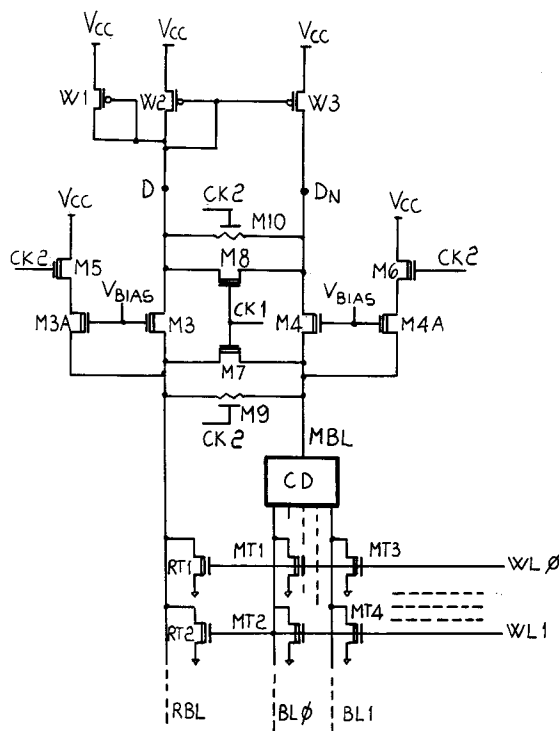 Vcc Vcc Vcc
W1 W2 W3
D DN
CK2
Vcc M10 Vcc
CK2 M5 M8 M6 CK2
VBIAS VBIAS
M3A M3 CK1 M4 M4A
M7
M9
CK2 MBL
CD
RT1 MT1 MT3 WLØ
RT2 MT2 MT4 WL1
RBL BLØ BL1